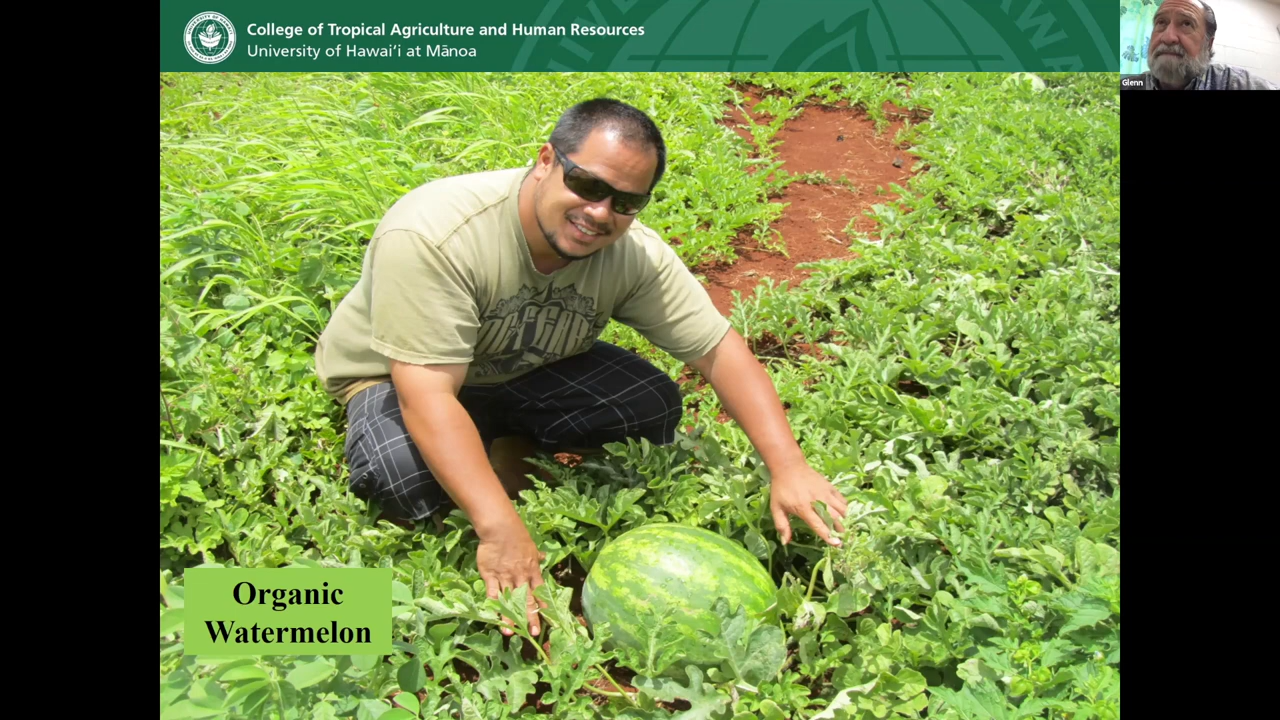 College of Tropical Agriculture and Human Resources
University of Hawai‘i at Mānoa
Glenn
Organic
Watermelon